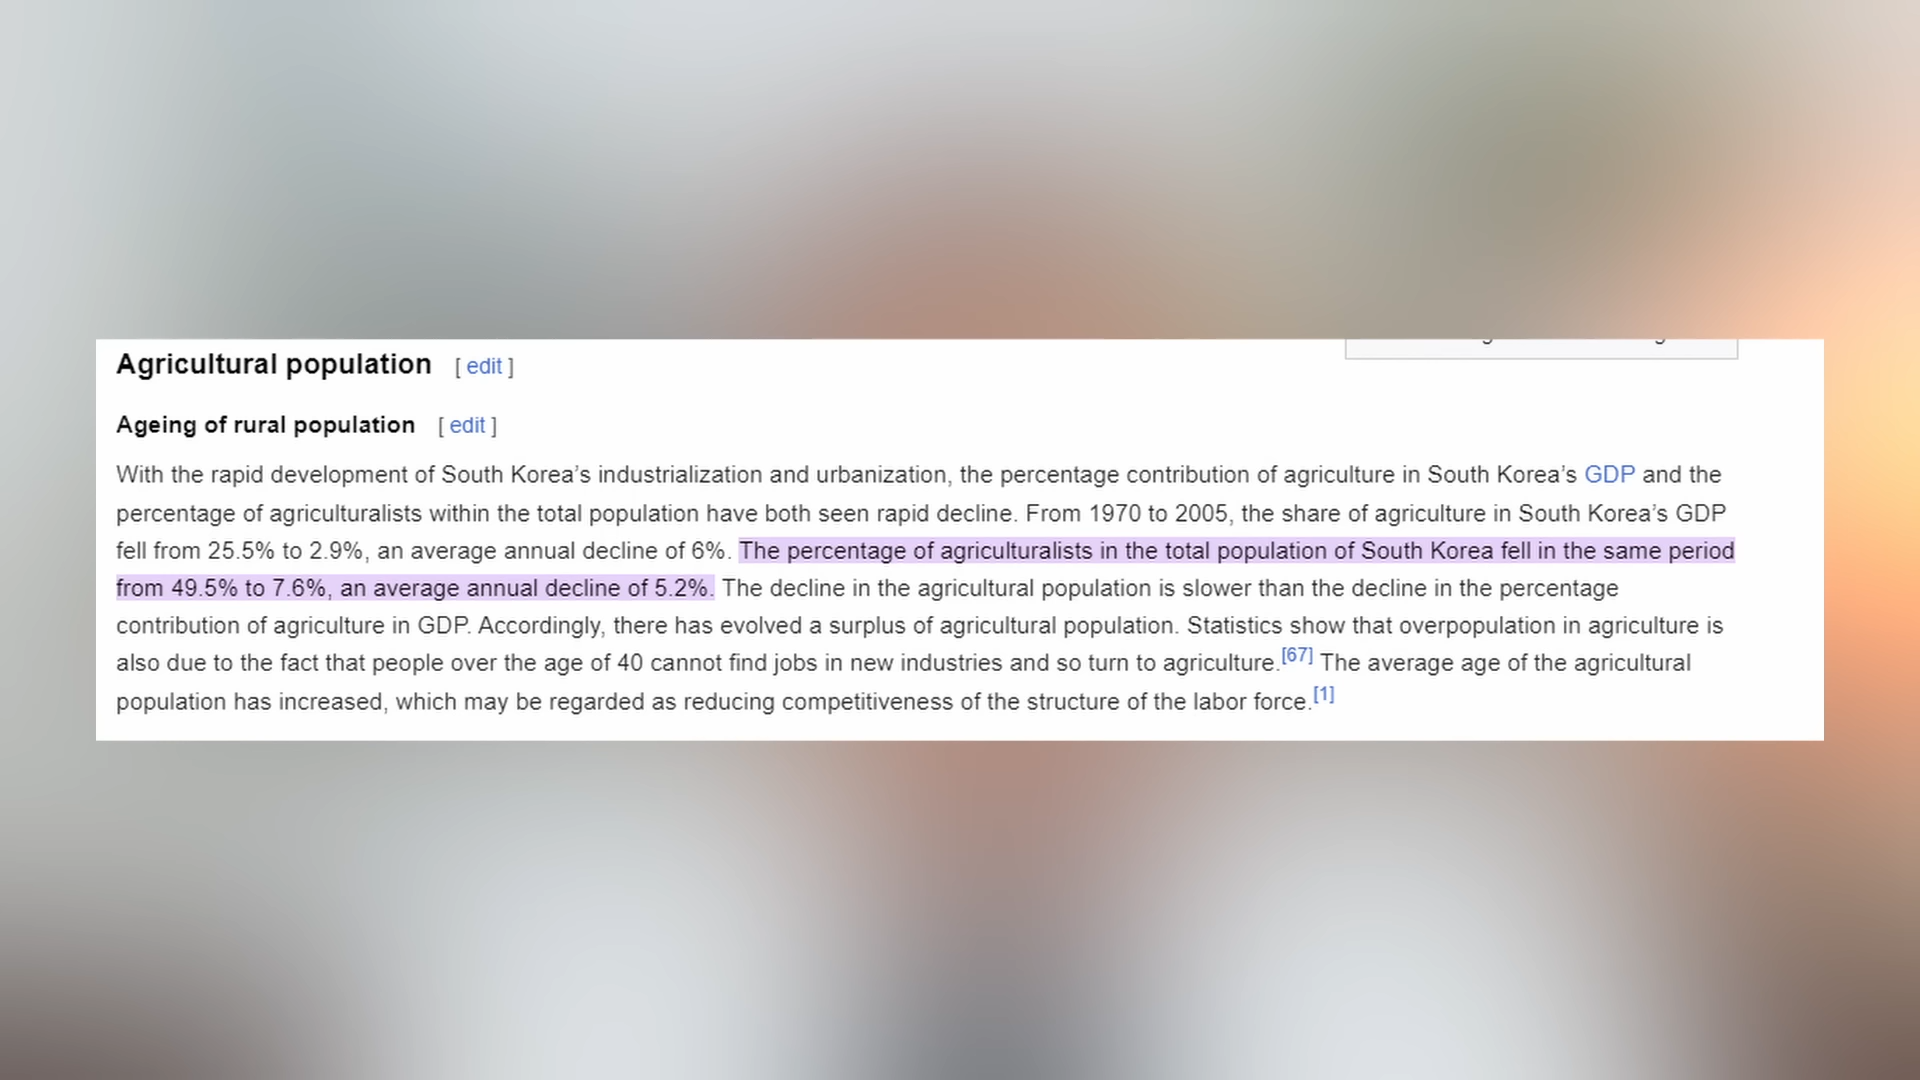 Agricultural population [ edit ]
Ageing of rural population [ edit ]
With the rapid development of South Korea’s industrialization and urbanization, the percentage contribution of agriculture in South Korea’s GDP and the
percentage of agriculturalists within the total population have both seen rapid decline. From 1970 to 2005, the share of agriculture in South Korea’s GDP
fell from 25.5% to 2.9%, an average annual decline of 6%. The percentage of agriculturalists in the total population of South Korea fell in the same period
from 49.5% to 7.6%, an average annual decline of 5.2%. The decline in the agricultural population is slower than the decline in the percentage
contribution of agriculture in GDP. Accordingly, there has evolved a surplus of agricultural population. Statistics show that overpopulation in agriculture is
also due to the fact that people over the age of 40 cannot find jobs in new industries and so turn to agriculture.[67] The average age of the agricultural
population has increased, which may be regarded as reducing competitiveness of the structure of the labor force.[1]